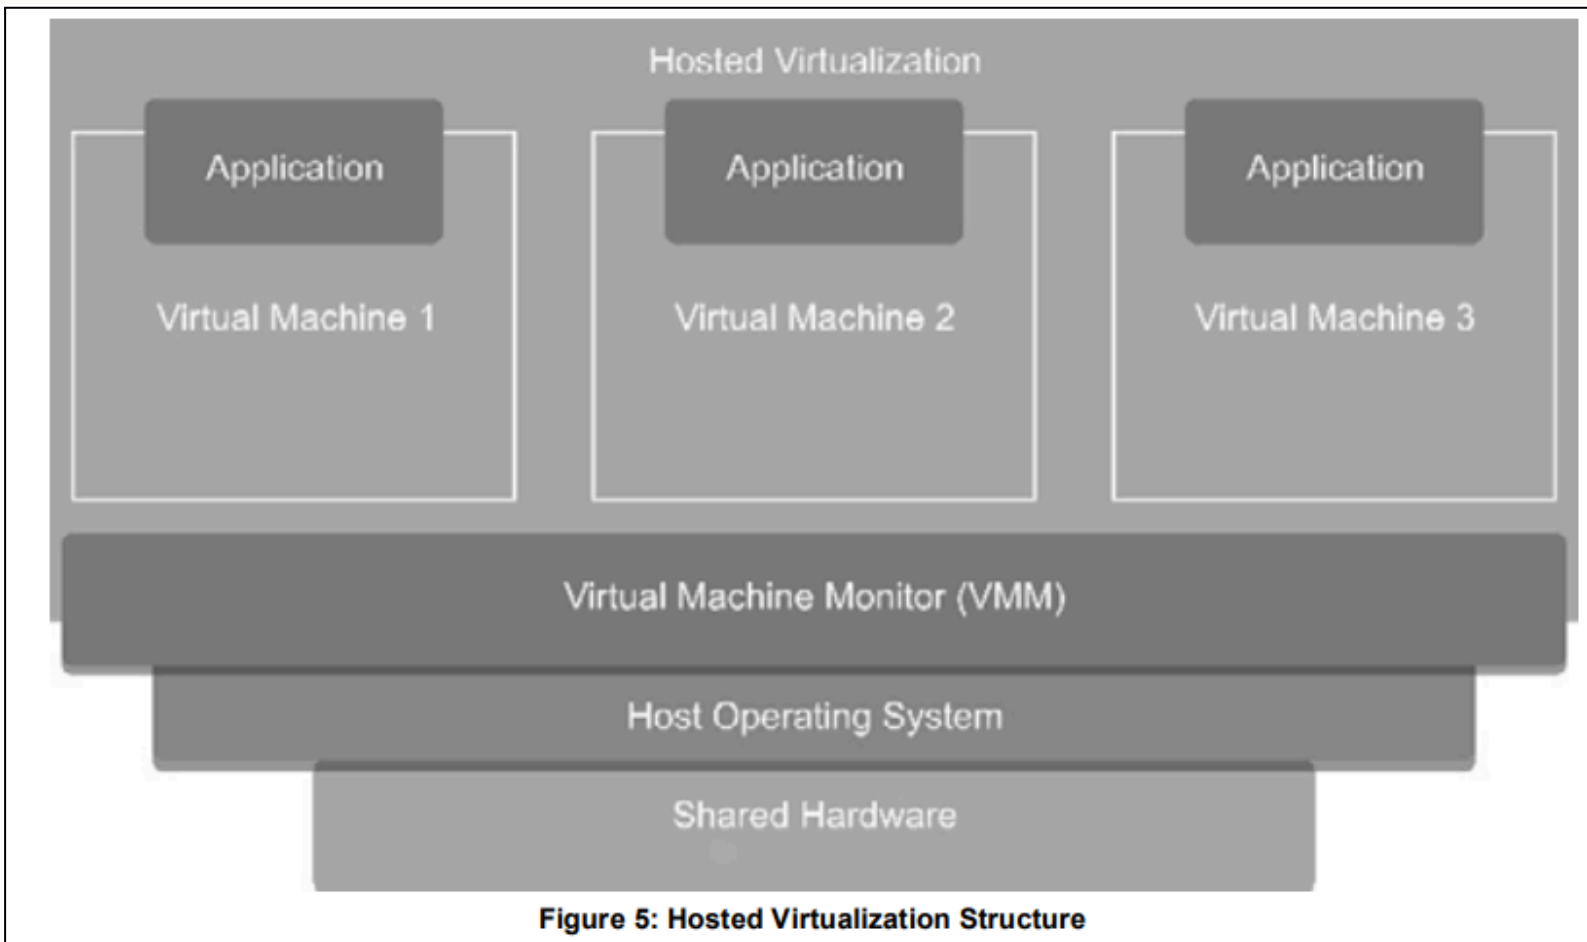 Hosted Virtualization
Application
Application
Application
Virtual Machine 1
Virtual Machine 2
Virtual Machine 3
Virtual Machine Monitor (VMM)
Host Operating System
Shared Hardware
Figure 5: Hosted Virtualization Structure